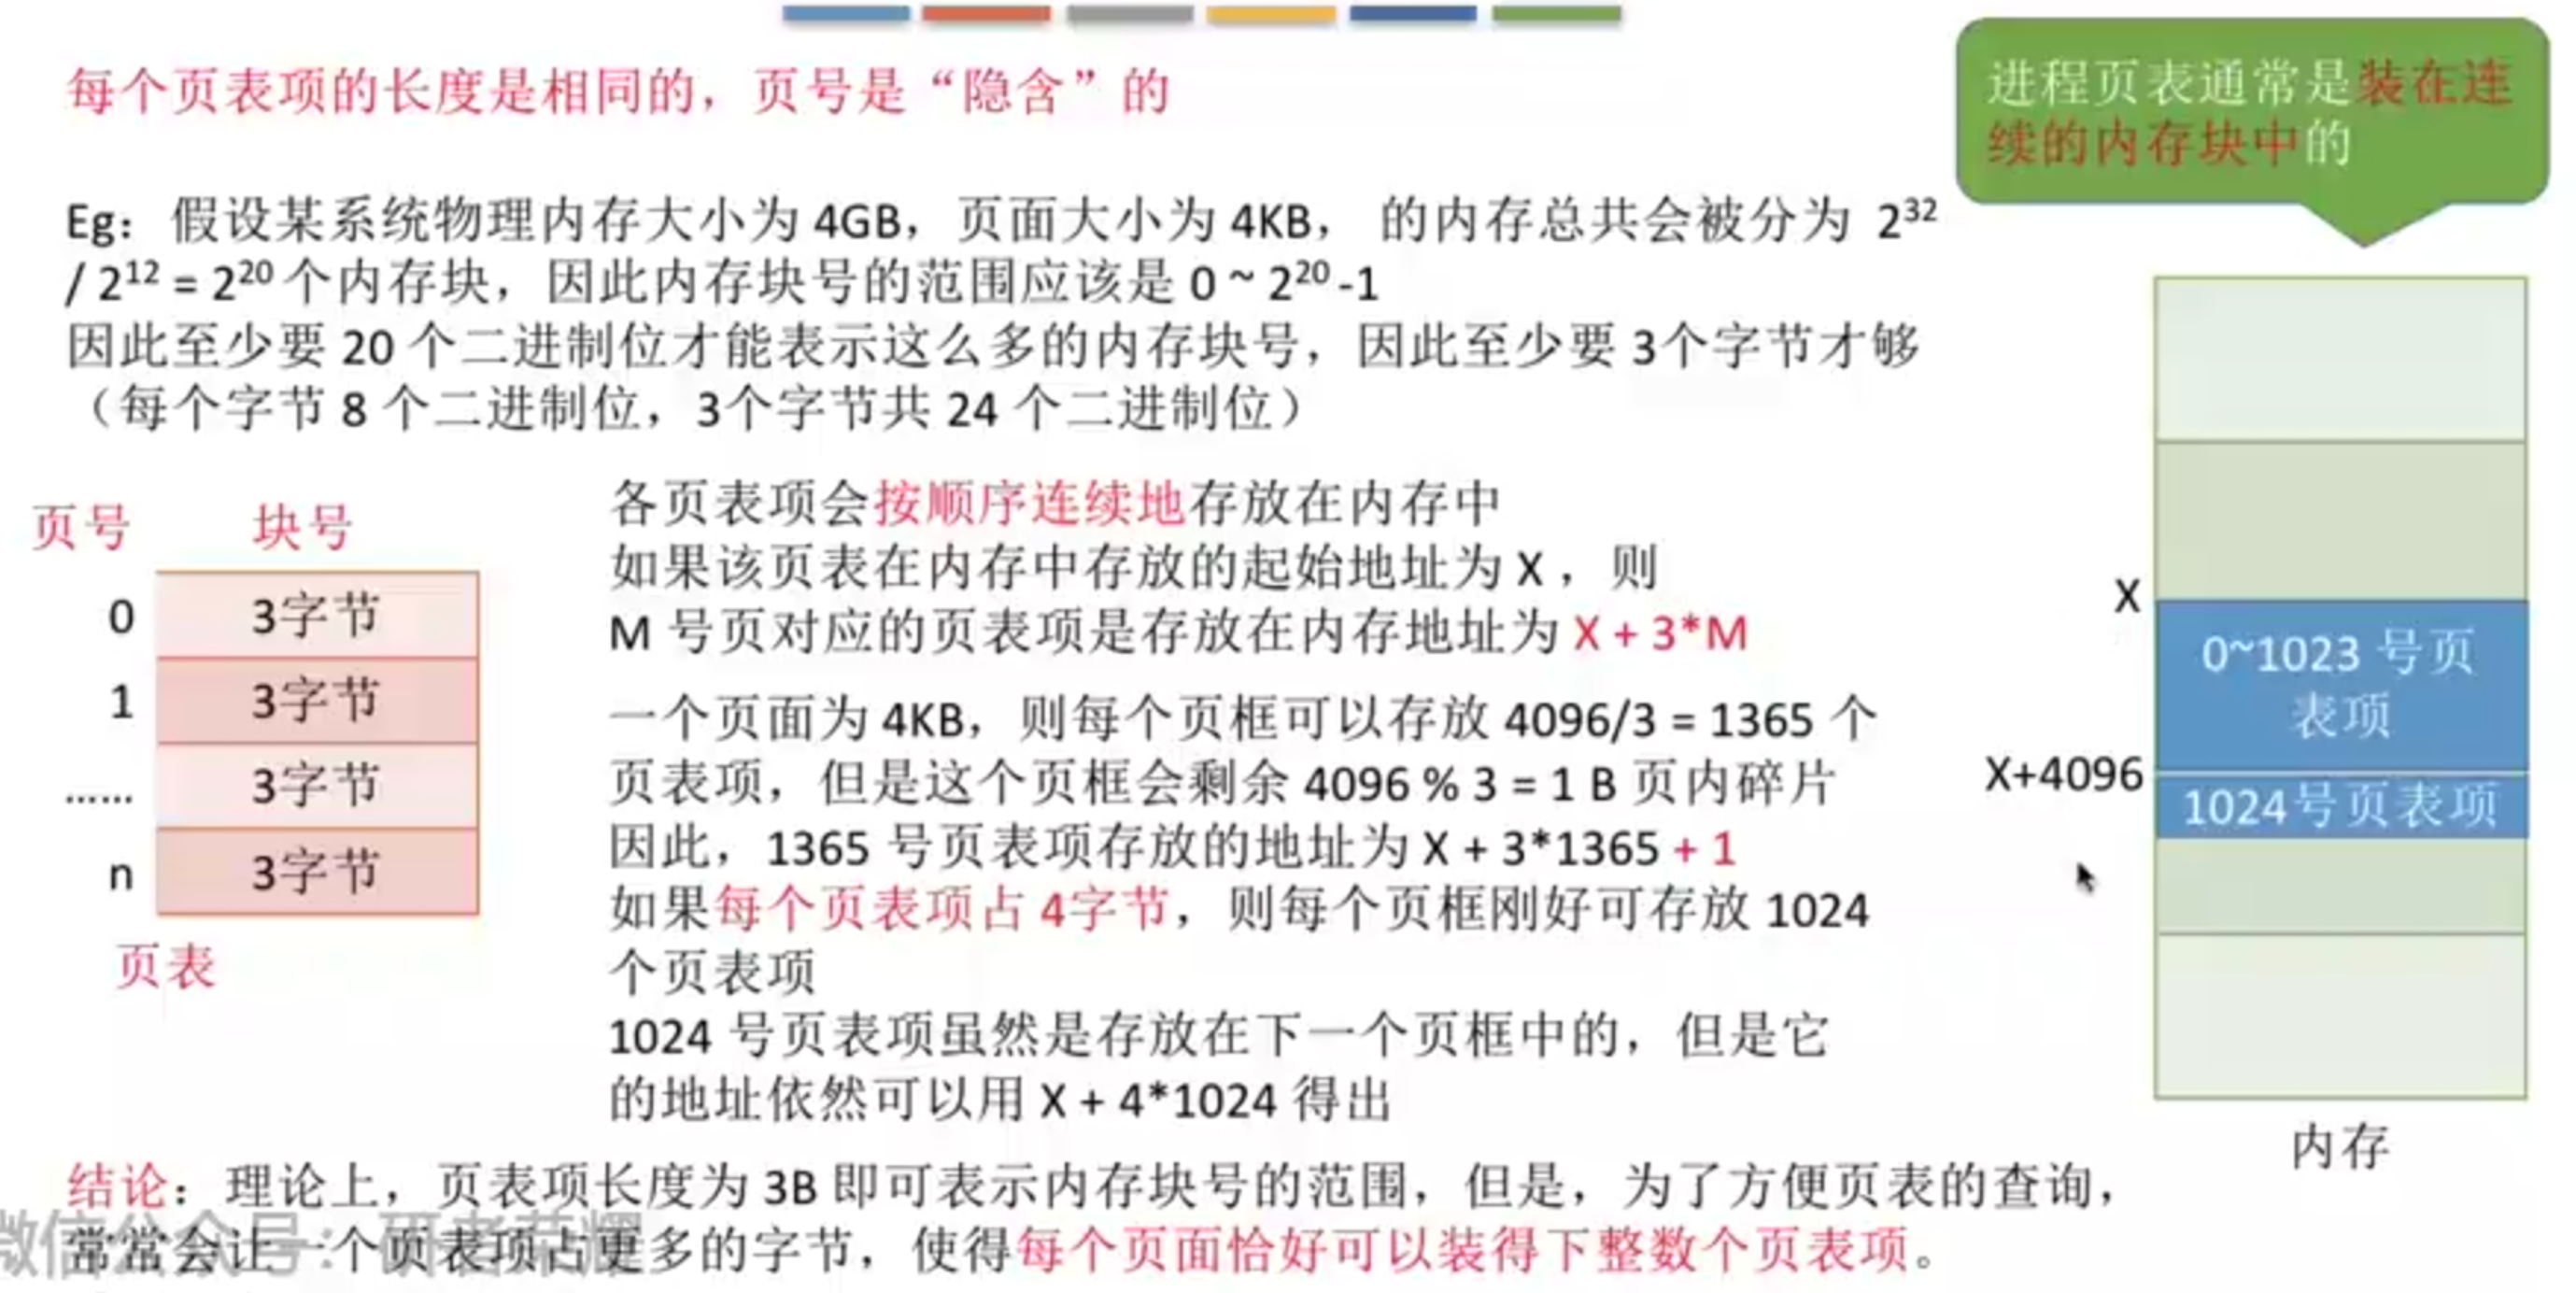 每个页表项的长度是相同的，页号是“隐含”的
进程页表通常是装在连
续的内存块中的
Eg：假设某系统物理内存大小为 4GB，页面大小为 4KB， 的内存总共会被分为 2³²
/ 2¹² = 2²⁰ 个内存块，因此内存块号的范围应该是 0 ~ 2²⁰ -1
因此至少要 20 个二进制位才能表示这么多的内存块号，因此至少要 3个字节才够
（每个字节 8 个二进制位，3个字节共 24 个二进制位）
页号 块号
0 3字节
1 3字节
…… 3字节
n 3字节
页表
各页表项会按顺序连续地存放在内存中
如果该页表在内存中存放的起始地址为 X ，则
M 号页对应的页表项是存放在内存地址为 X + 3*M
一个页面为 4KB，则每个页框可以存放 4096/3 = 1365 个
页表项，但是这个页框会剩余 4096 % 3 = 1 B 页内碎片
因此，1365 号页表项存放的地址为 X + 3*1365 + 1
如果每个页表项占 4字节，则每个页框刚好可存放 1024
个页表项
1024 号页表项虽然是存放在下一个页框中的，但是它
的地址依然可以用 X + 4*1024 得出
X
0~1023 号页
表项
X+4096
1024号页表项
内存
结论：理论上，页表项长度为 3B 即可表示内存块号的范围，但是，为了方便页表的查询，
常常会让一个页表项占更多的字节，使得每个页面恰好可以装得下整数个页表项。
微信公众号：研者荣耀